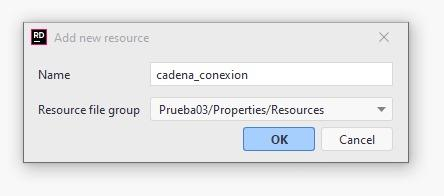 RD Add new resource
Name cadena_conexion
Resource file group Prueba03/Properties/Resources
OK Cancel